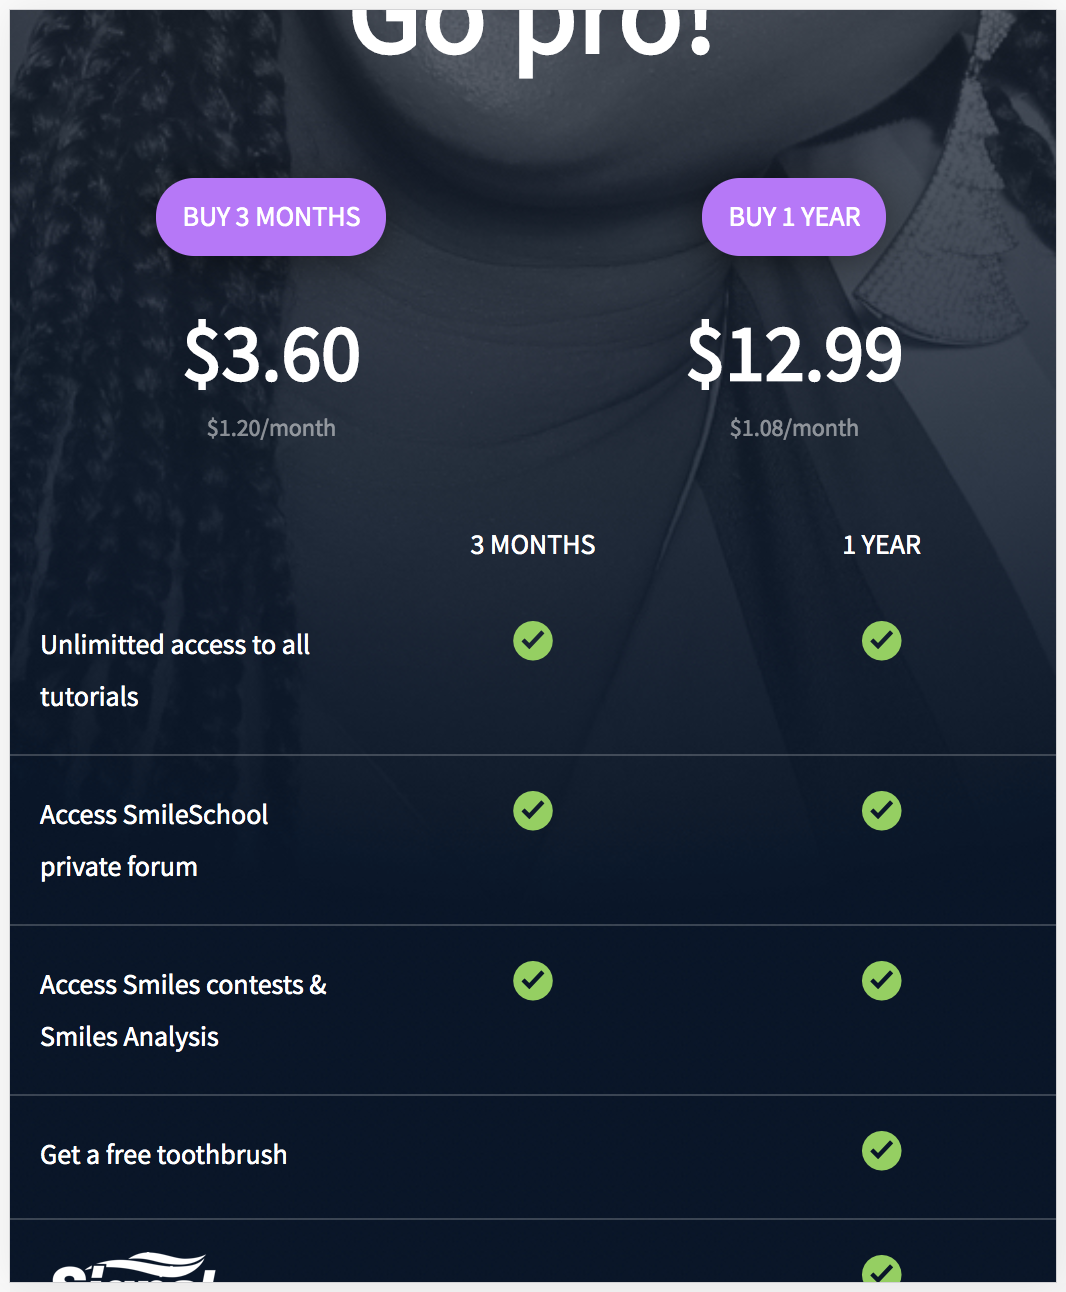 Go pro!
BUY 3 MONTHS
BUY 1 YEAR
$3.60
$12.99
$1.20/month
$1.08/month
3 MONTHS
1 YEAR
Unlimitted access to all
tutorials
Access SmileSchool
private forum
Access Smiles contests &
Smiles Analysis
Get a free toothbrush